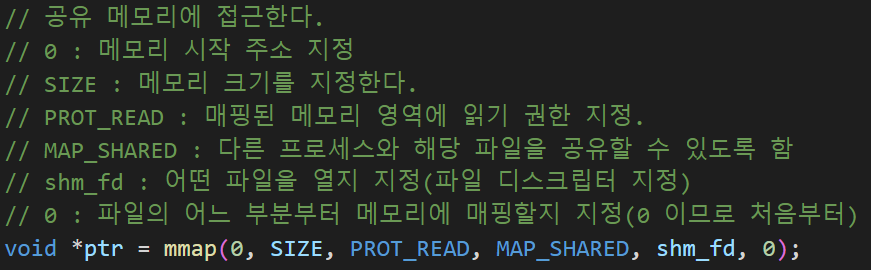 // 공유 메모리에 접근한다.
// 0 : 메모리 시작 주소 지정
// SIZE : 메모리 크기를 지정한다.
// PROT_READ : 매핑된 메모리 영역에 읽기 권한 지정.
// MAP_SHARED : 다른 프로세스와 해당 파일을 공유할 수 있도록 함
// shm_fd : 어떤 파일을 열지 지정(파일 디스크립터 지정)
// 0 : 파일의 어느 부분부터 메모리에 매핑할지 지정(0 이므로 처음부터)
void *ptr = mmap(0, SIZE, PROT_READ, MAP_SHARED, shm_fd, 0);